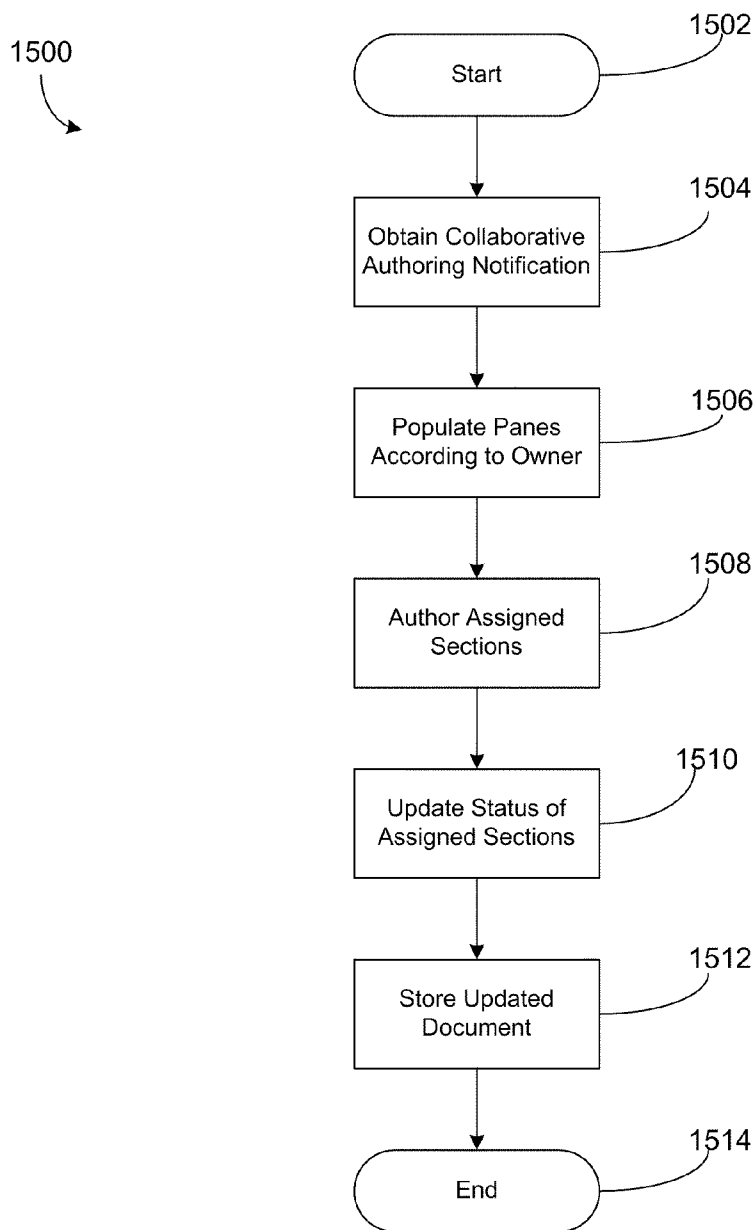 1500
1502
Start
1504
Obtain Collaborative
Authoring Notification
1506
Populate Panes
According to Owner
1508
Author Assigned
Sections
1510
Update Status of
Assigned Sections
1512
Store Updated
Document
1514
End